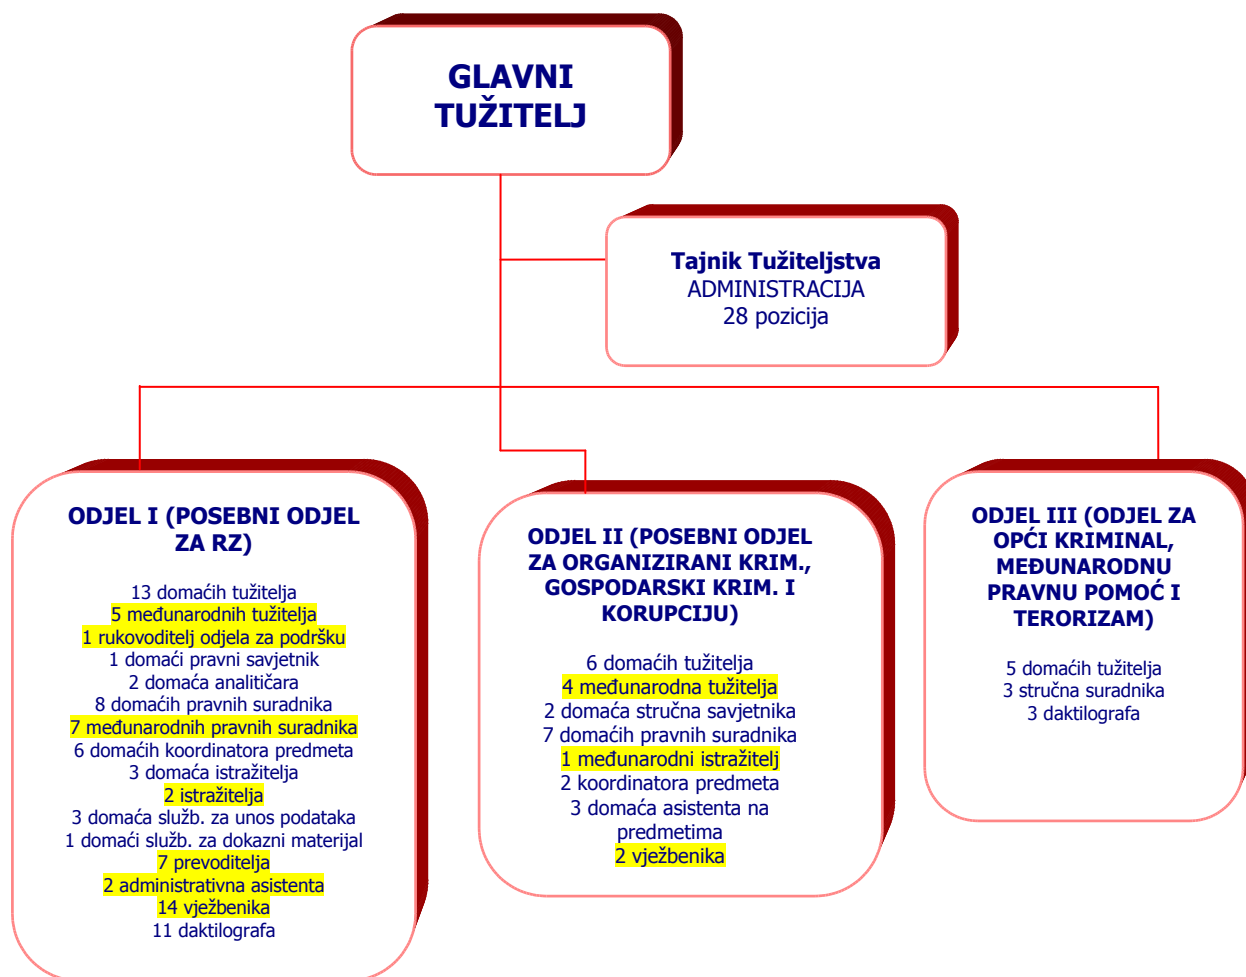 GLAVNI
TUŽITELJ
Tajnik Tužiteljstva
ADMINISTRACIJA
28 pozicija
ODJEL I (POSEBNI ODJEL
ZA RZ)
13 domaćih tužitelja
5 međunarodnih tužitelja
1 rukovoditelj odjela za podršku
1 domaći pravni savjetnik
2 domaća analitičara
8 domaćih pravnih suradnika
7 međunarodnih pravnih suradnika
6 domaćih koordinatora predmeta
3 domaća istražitelja
2 istražitelja
3 domaća služb. za unos podataka
1 domaći služb. za dokazni materijal
7 prevoditelja
2 administrativna asistenta
14 vježbenika
11 daktilografa
ODJEL II (POSEBNI ODJEL
ZA ORGANIZIRANI KRIM.,
GOSPODARSKI KRIM. I
KORUPCIJU)
6 domaćih tužitelja
4 međunarodna tužitelja
2 domaća stručna savjetnika
7 domaćih pravnih suradnika
1 međunarodni istražitelj
2 koordinatora predmeta
3 domaća asistenta na
predmetima
2 vježbenika
ODJEL III (ODJEL ZA
OPĆI KRIMINAL,
MEĐUNARODNU
PRAVNU POMOĆ I
TERORIZAM)
5 domaćih tužitelja
3 stručna suradnika
3 daktilografa